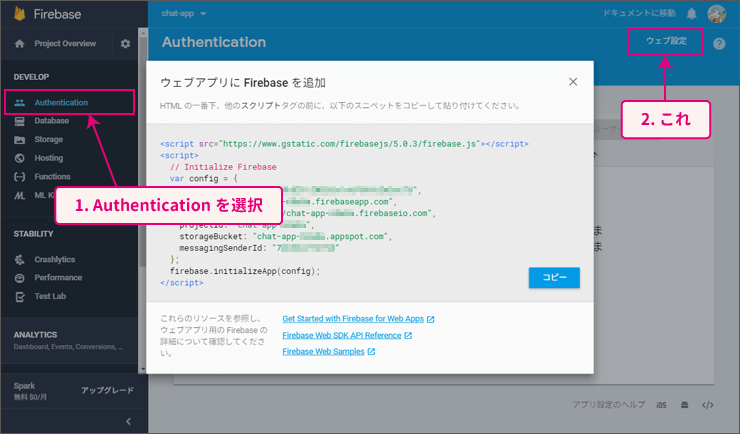 Firebase
chat-app
ドキュメントに移動
Project Overview
Authentication
ウェブ設定
DEVELOP
Authentication
Database
Storage
Hosting
Functions
ML
STABILITY
Crashlytics
Performance
Test Lab
ANALYTICS
Dashboard, Events, Conversions, ...
Spark
無料 $0/月
アップグレード
ウェブアプリに Firebase を追加
HTML の一番下、他のスクリプトタグの前に、以下のスニペットをコピーして貼り付けてください。
<script src="https://www.gstatic.com/firebasejs/5.0.3/firebase.js"></script>
<script>
// Initialize Firebase
var config = {
",
.firebaseapp.com",
/chat-app-.firebaseio.com",
projectId: "chat-app-",
storageBucket: "chat-app-.appspot.com",
messagingSenderId: "7",
};
firebase.initializeApp(config);
</script>
コピー
これらのリソースを参照し、
ウェブアプリ用の Firebase の
詳細について確認してくださ
い。
Get Started with Firebase for Web Apps
Firebase Web SDK API Reference
Firebase Web Samples
1. Authentication を選択
2. これ
ま
ま
アプリ設定のヘルプ
iOS